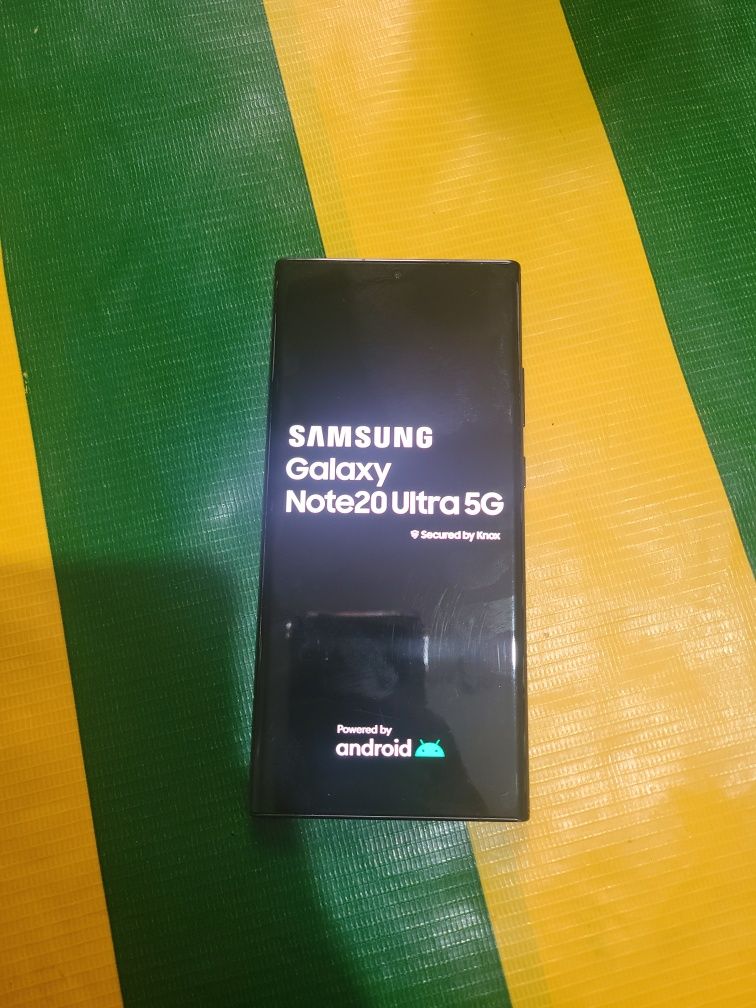 SAMSUNG
Galaxy
Note20 Ultra 5G
Secured by Knox
Powered by
android